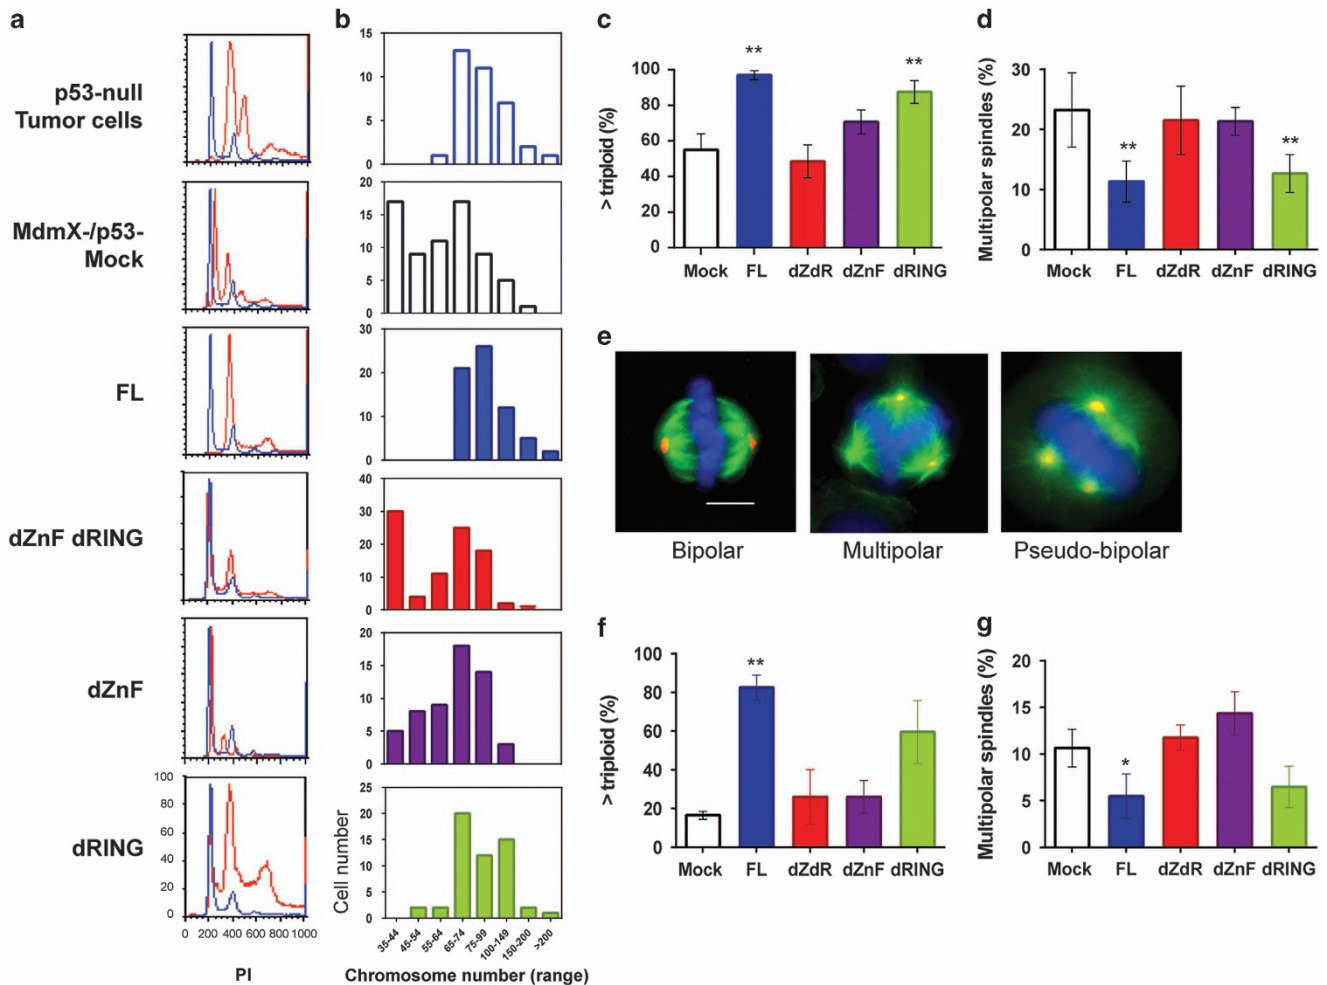 a
p53-null
Tumor cells
MdmX-/p53-
Mock
FL
dZnF dRING
dZnF
dRING
100
80
60
40
20
0
0 200 400 600 800 1000
PI
b
15
10
5
0
20
15
10
5
0
30
20
10
0
40
30
20
10
0
20
15
10
5
0
25
20
15
10
5
0
Cell number
35-44 45-54 55-64 65-74 75-99 100-149 150-200 >200
Chromosome number (range)
c
> triploid (%)
100
80
60
40
20
0
** **
Mock FL dZdR dZnF dRING
d
Multipolar spindles (%)
30
20
10
0
** **
Mock FL dZdR dZnF dRING
e
Bipolar Multipolar Pseudo-bipolar
f
> triploid (%)
100
80
60
40
20
0
**
Mock FL dZdR dZnF dRING
g
Multipolar spindles (%)
20
15
10
5
0
*
Mock FL dZdR dZnF dRING